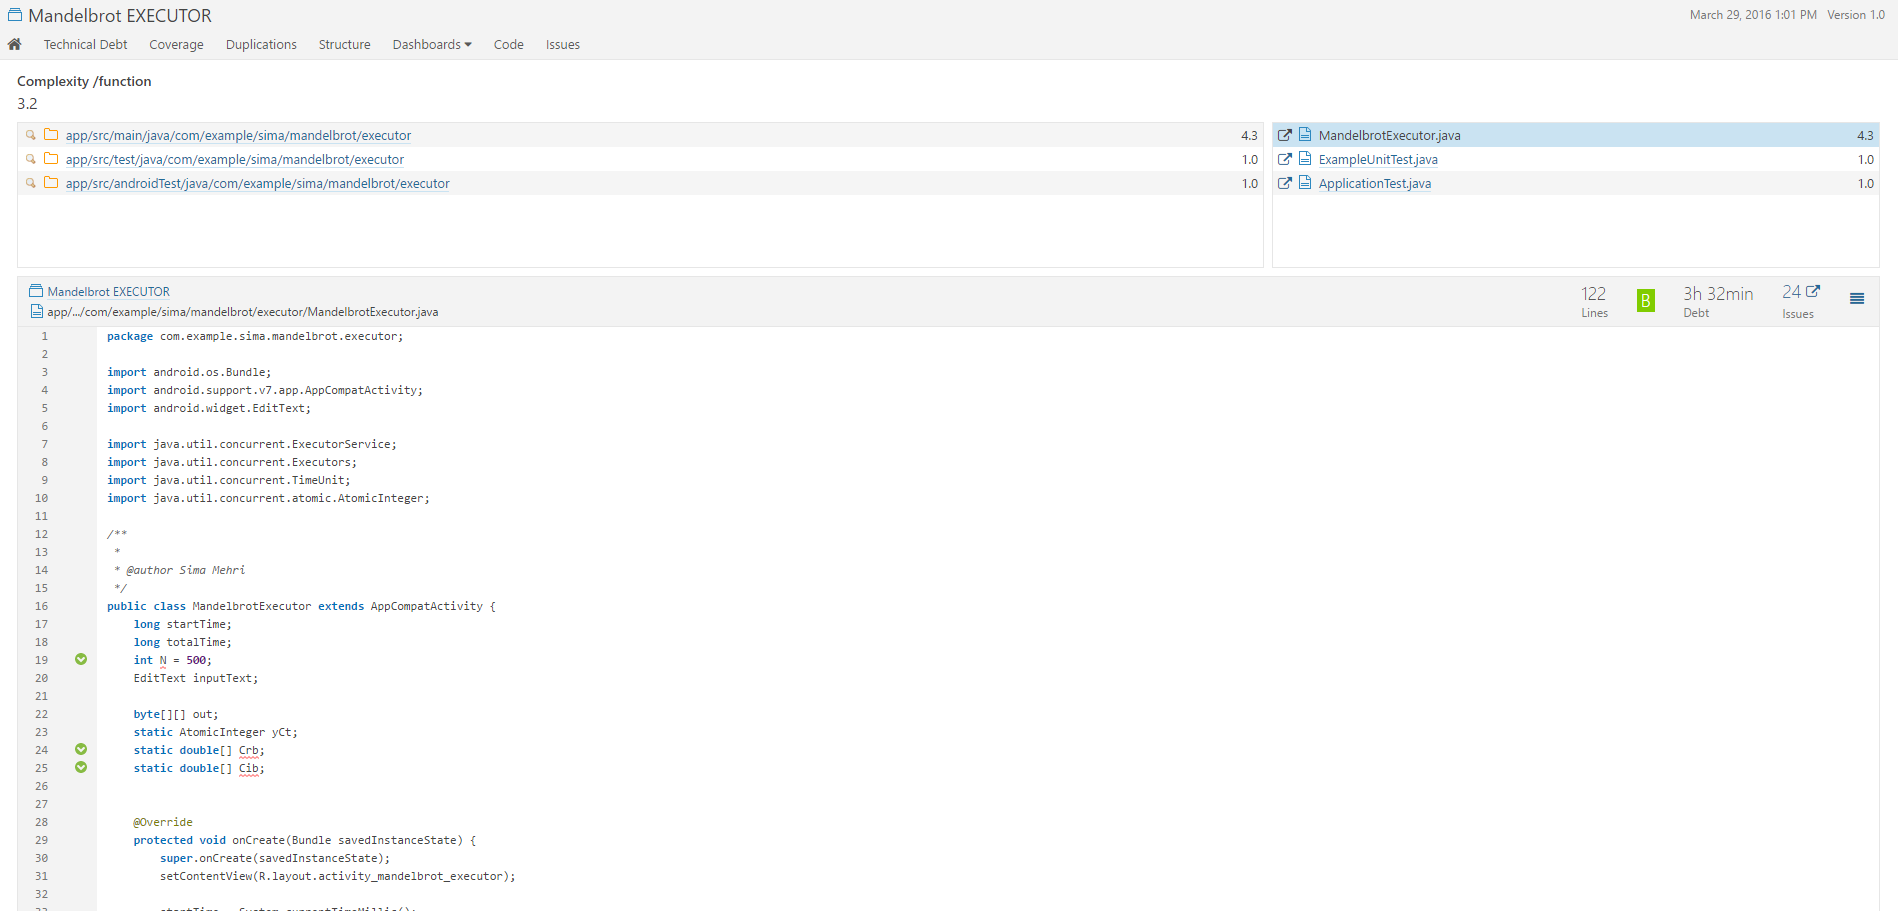 Mandelbrot EXECUTOR
March 29, 2016 1:01 PM Version 1.0
Technical Debt Coverage Duplications Structure Dashboards Code Issues
Complexity /function
3.2
app/src/main/java/com/example/sima/mandelbrot/executor 4.3
app/src/test/java/com/example/sima/mandelbrot/executor 1.0
app/src/androidTest/java/com/example/sima/mandelbrot/executor 1.0
MandelbrotExecutor.java 4.3
ExampleUnitTest.java 1.0
ApplicationTest.java 1.0
Mandelbrot EXECUTOR
app/.../com/example/sima/mandelbrot/executor/MandelbrotExecutor.java
122
Lines
B
3h 32min
Debt
24
Issues
1 package com.example.sima.mandelbrot.executor;
2
3 import android.os.Bundle;
4 import android.support.v7.app.AppCompatActivity;
5 import android.widget.EditText;
6
7 import java.util.concurrent.ExecutorService;
8 import java.util.concurrent.Executors;
9 import java.util.concurrent.TimeUnit;
10 import java.util.concurrent.atomic.AtomicInteger;
11
12 /**
13 *
14 * @author Sima Mehri
15 */
16 public class MandelbrotExecutor extends AppCompatActivity {
17 long startTime;
18 long totalTime;
19 int N = 500;
20 EditText inputText;
21
22 byte[][] out;
23 static AtomicInteger yCt;
24 static double[] Crb;
25 static double[] Cib;
26
27
28 @Override
29 protected void onCreate(Bundle savedInstanceState) {
30 super.onCreate(savedInstanceState);
31 setContentView(R.layout.activity_mandelbrot_executor);
32
33 startTime = System.currentTimeMillis();